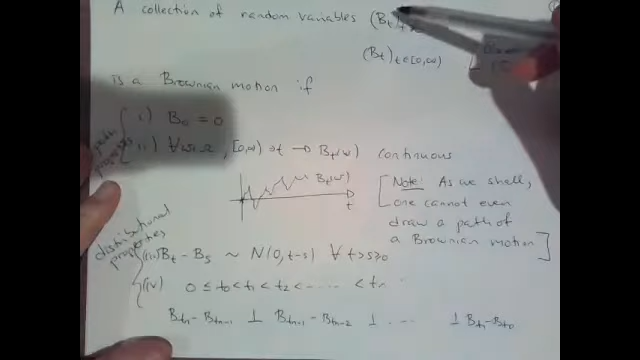 A collection of random variables (Bt)t≥
(Bt)t∈[0,∞)
is a Brownian motion if
path properties
i) B0 = 0
ii) ∀ω∈Ω, [0,∞) ∋ t → Bt(ω) continuous
Bt(ω)
t
[Note: As we shall,
one cannot even
draw a path of
a Brownian motion]
distributional properties
(iii) Bt - Bs ~ N(0, t-s) ∀ t>s≥0
(iv) 0 ≤ t0 < t1 < t2 < ---- < tn
Btn - Btn-1 ⊥ Btn-1 - Btn-2 ⊥ .... ⊥ Bt1 - Bt0